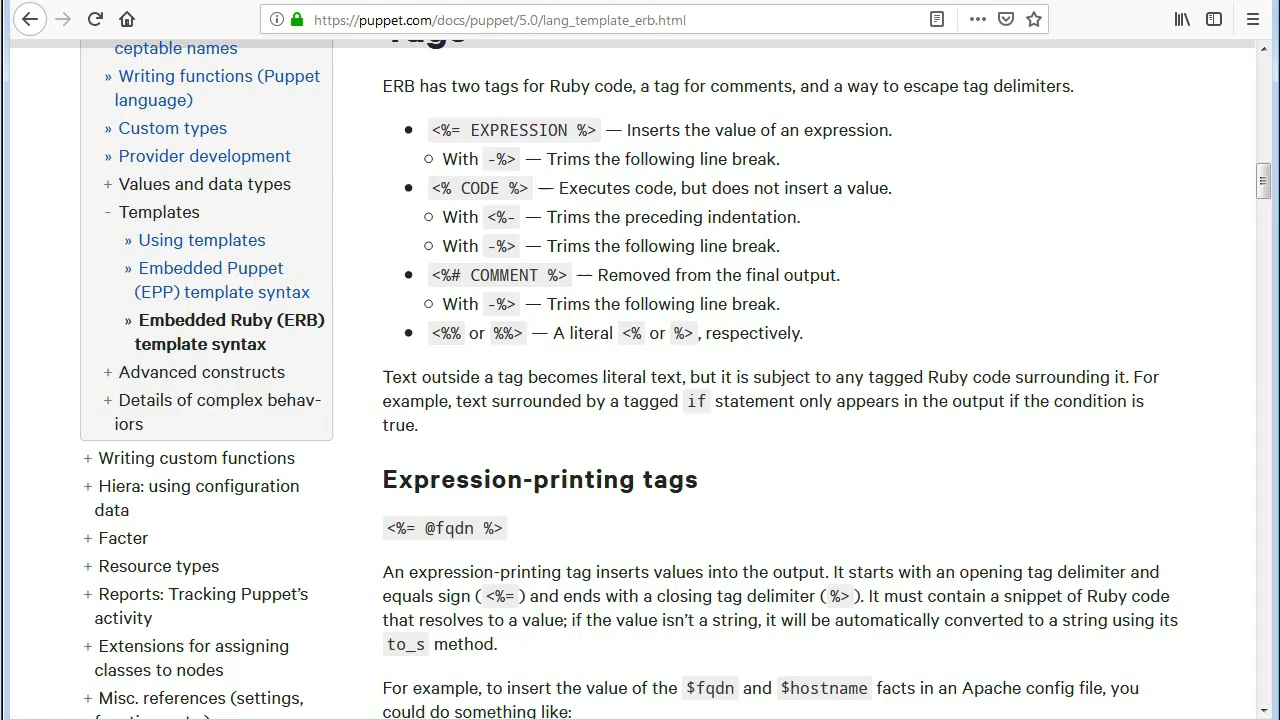 https://puppet.com/docs/puppet/5.0/lang_template_erb.html
ceptable names
» Writing functions (Puppet
language)
» Custom types
» Provider development
+ Values and data types
- Templates
» Using templates
» Embedded Puppet
(EPP) template syntax
» Embedded Ruby (ERB)
template syntax
+ Advanced constructs
+ Details of complex behav-
iors
+ Writing custom functions
+ Hiera: using configuration
data
+ Facter
+ Resource types
+ Reports: Tracking Puppet’s
activity
+ Extensions for assigning
classes to nodes
+ Misc. references (settings,
Tags
ERB has two tags for Ruby code, a tag for comments, and a way to escape tag delimiters.
• <%= EXPRESSION %> — Inserts the value of an expression.
○ With -%> — Trims the following line break.
• <% CODE %> — Executes code, but does not insert a value.
○ With <%- — Trims the preceding indentation.
○ With -%> — Trims the following line break.
• <%# COMMENT %> — Removed from the final output.
○ With -%> — Trims the following line break.
• <%% or %%> — A literal <% or %>, respectively.
Text outside a tag becomes literal text, but it is subject to any tagged Ruby code surrounding it. For
example, text surrounded by a tagged if statement only appears in the output if the condition is
true.
Expression-printing tags
<%= @fqdn %>
An expression-printing tag inserts values into the output. It starts with an opening tag delimiter and
equals sign (<%=) and ends with a closing tag delimiter (%>). It must contain a snippet of Ruby code
that resolves to a value; if the value isn’t a string, it will be automatically converted to a string using its
to_s method.
For example, to insert the value of the $fqdn and $hostname facts in an Apache config file, you
could do something like: